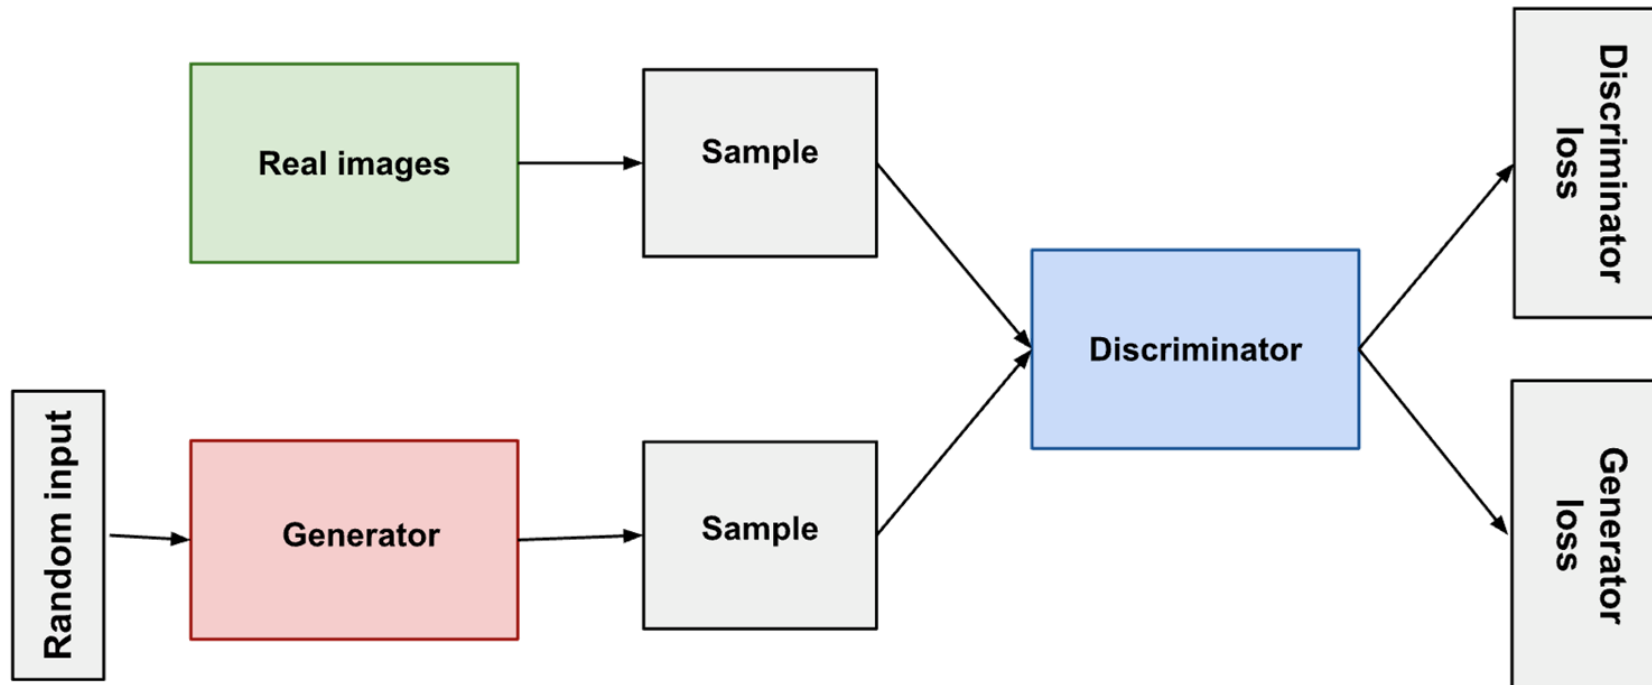 Real images
Sample
Discriminator
loss
Discriminator
Random input
Generator
Sample
Generator
loss